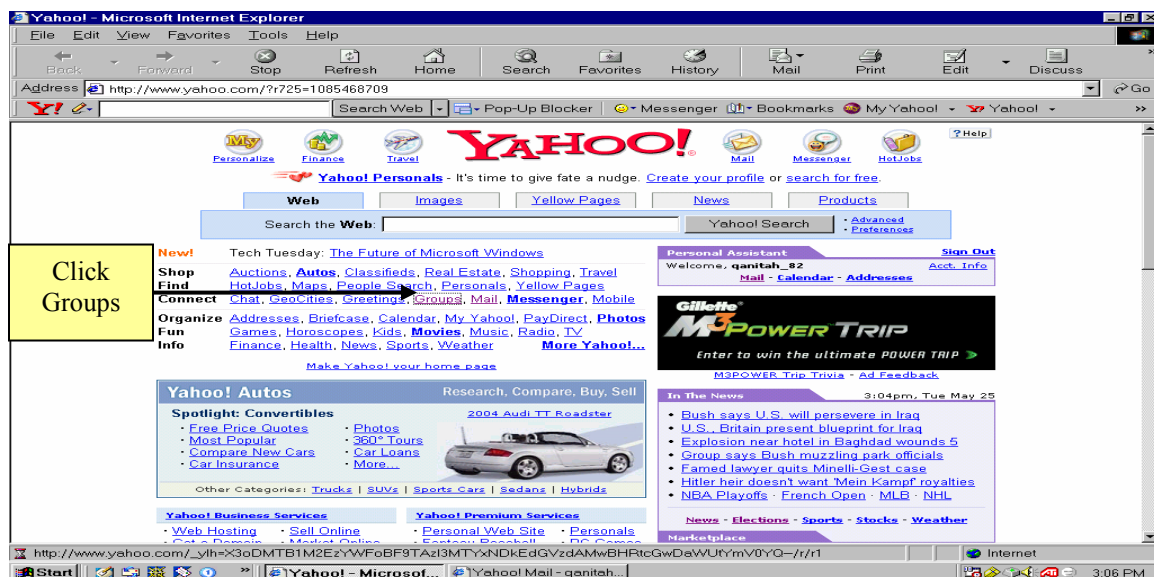 Yahoo! - Microsoft Internet Explorer
File Edit View Favorites Tools Help
Back Forward Stop Refresh Home Search Favorites History Mail Print Edit Discuss »
Address http://www.yahoo.com/?r725=1085468709 Go
Y! Search Web Pop-Up Blocker Messenger Bookmarks My Yahoo! Yahoo! »
My YAHOO! ? Help
Personalize Finance Travel Mail Messenger HotJobs
Yahoo! Personals - It's time to give fate a nudge. Create your profile or search for free.
Web Images Yellow Pages News Products
Search the Web: Yahoo! Search · Advanced
· Preferences
Click
Groups
New! Tech Tuesday: The Future of Microsoft Windows
Shop Auctions, Autos, Classifieds, Real Estate, Shopping, Travel
Find HotJobs, Maps, People Search, Personals, Yellow Pages
Connect Chat, GeoCities, Greetings, Groups, Mail, Messenger, Mobile
Organize Addresses, Briefcase, Calendar, My Yahoo!, PayDirect, Photos
Fun Games, Horoscopes, Kids, Movies, Music, Radio, TV
Info Finance, Health, News, Sports, Weather More Yahoo!...
Make Yahoo! your home page
Personal Assistant Sign Out
Welcome, qanitah_82 Acct. Info
Mail - Calendar - Addresses
Gillette
M3POWER TRIP
Enter to win the ultimate POWER TRIP
M3POWER Trip Trivia - Ad Feedback
Yahoo! Autos Research, Compare, Buy, Sell
Spotlight: Convertibles 2004 Audi TT Roadster
· Free Price Quotes · Photos
· Most Popular · 360° Tours
· Compare New Cars · Car Loans
· Car Insurance · More...
Other Categories: Trucks | SUVs | Sports Cars | Sedans | Hybrids
In The News 3:04pm, Tue May 25
• Bush says U.S. will persevere in Iraq
• U.S., Britain present blueprint for Iraq
• Explosion near hotel in Baghdad wounds 5
• Group says Bush muzzling park officials
• Famed lawyer quits Minelli-Gest case
• Hitler heir doesn't want 'Mein Kampf' royalties
• NBA Playoffs · French Open · MLB · NHL
News - Elections - Sports - Stocks - Weather
Marketplace
Yahoo! Business Services Yahoo! Premium Services
· Web Hosting · Sell Online · Personal Web Site · Personals
Internet
Start » Yahoo! - Microsof... Yahoo! Mail - qanitah... 3:06 PM